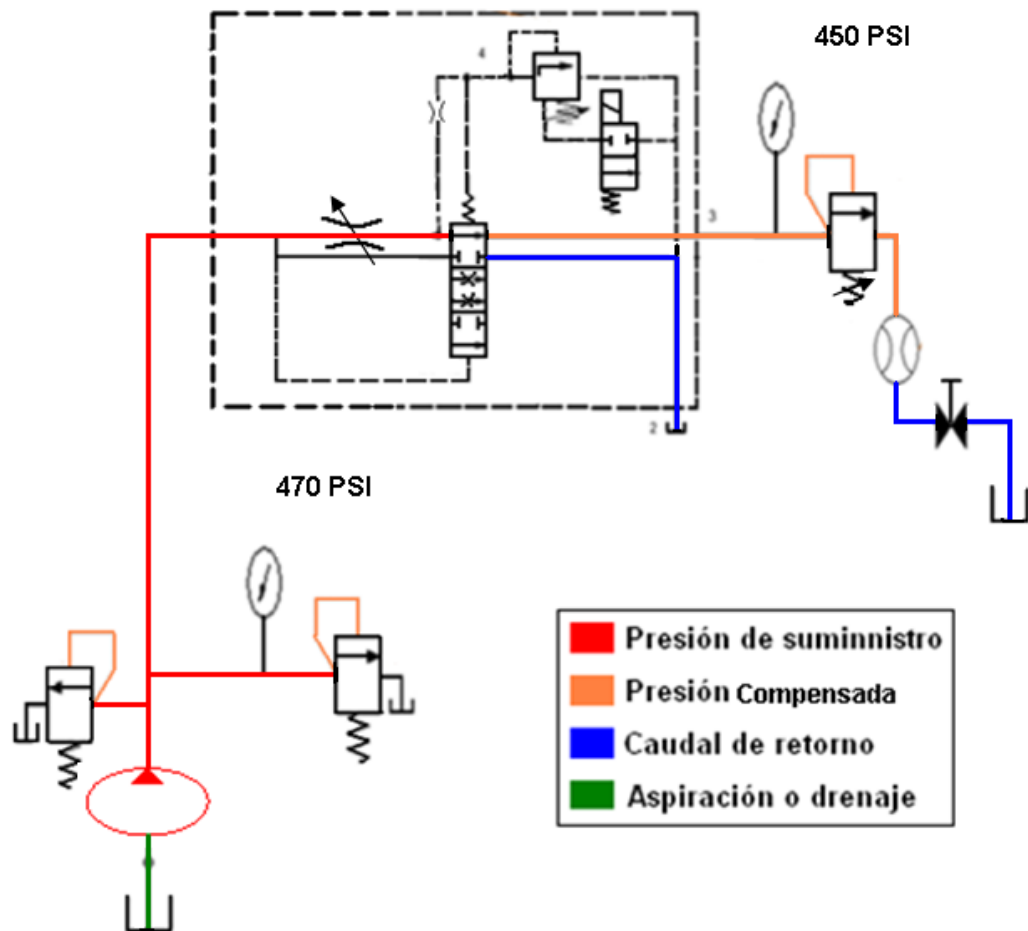 450 PSI
4
3
2
470 PSI
Presión de suminnistro
Presión Compensada
Caudal de retorno
Aspiración o drenaje